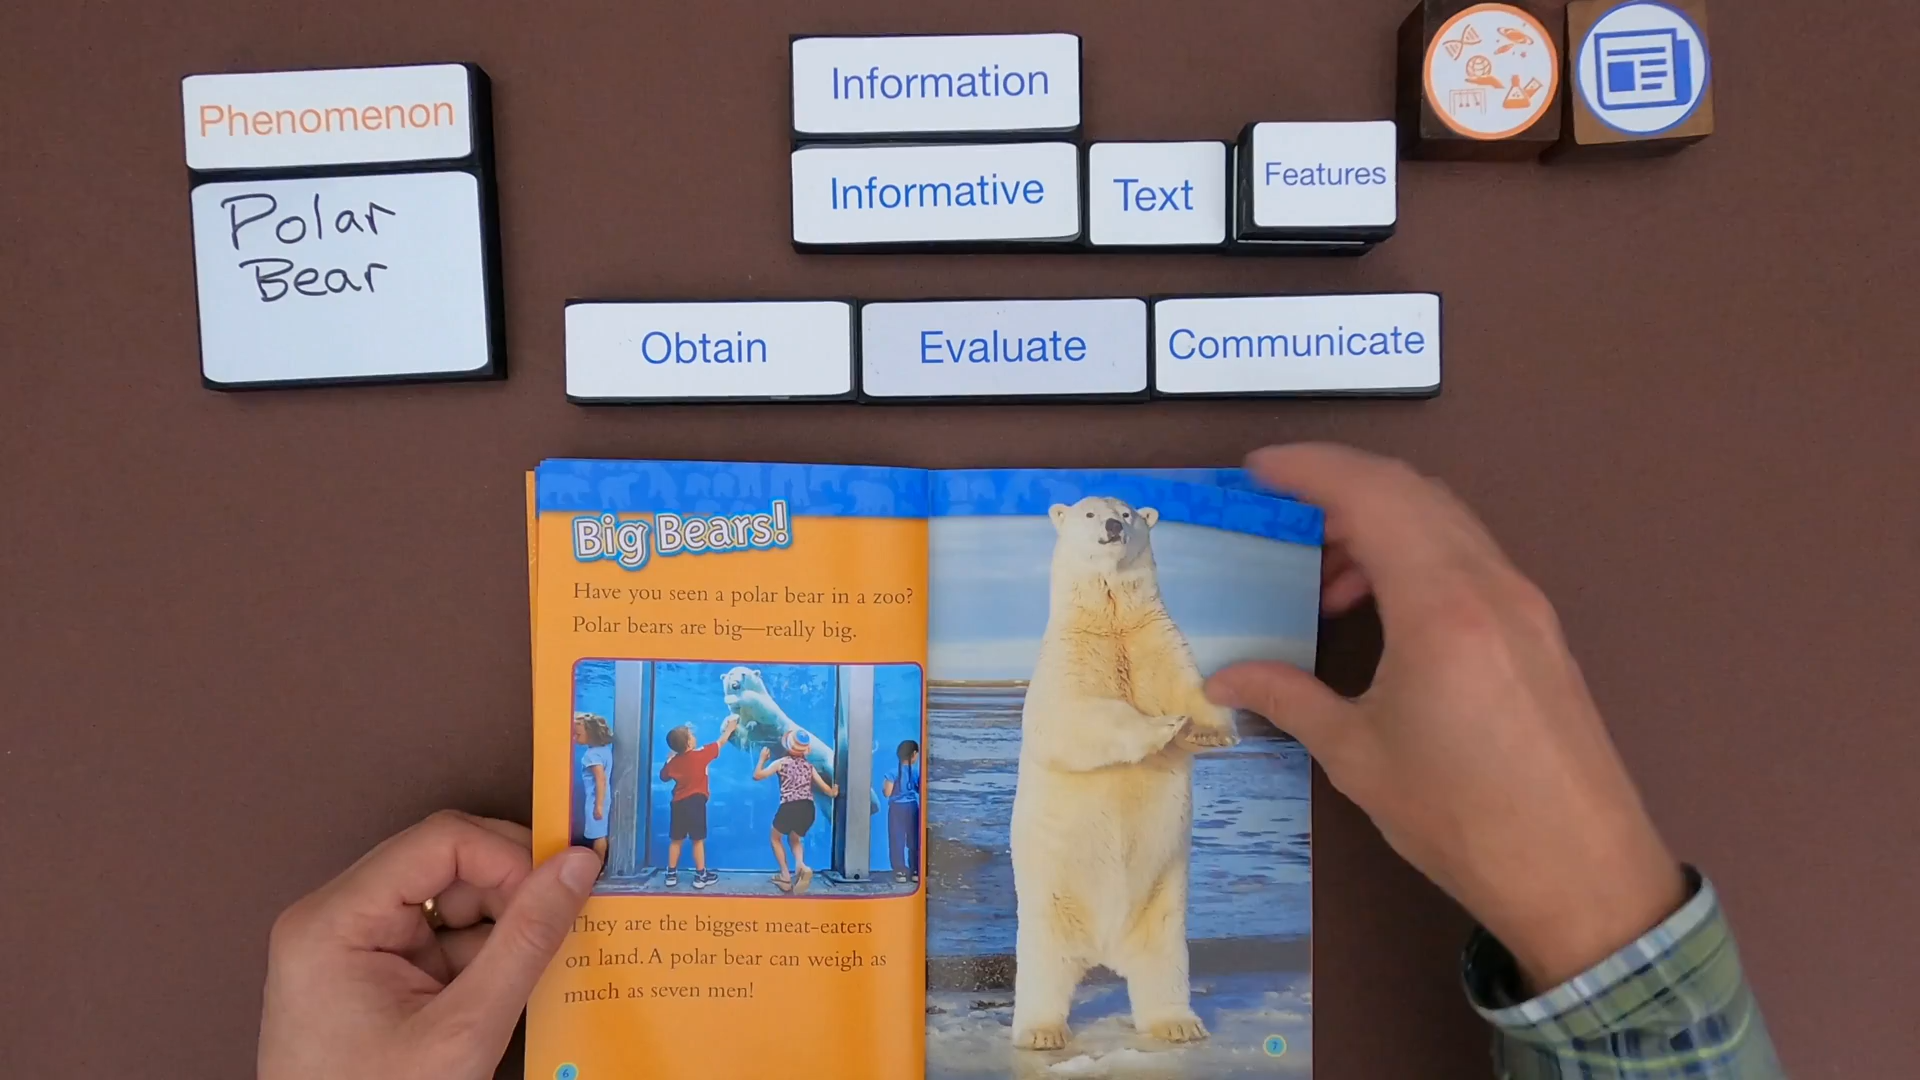 Phenomenon
Polar
Bear
Information
Informative
Text
Features
Obtain
Evaluate
Communicate
Big Bears!
Have you seen a polar bear in a zoo?
Polar bears are big—really big.
They are the biggest meat-eaters
on land. A polar bear can weigh as
much as seven men!
6
7